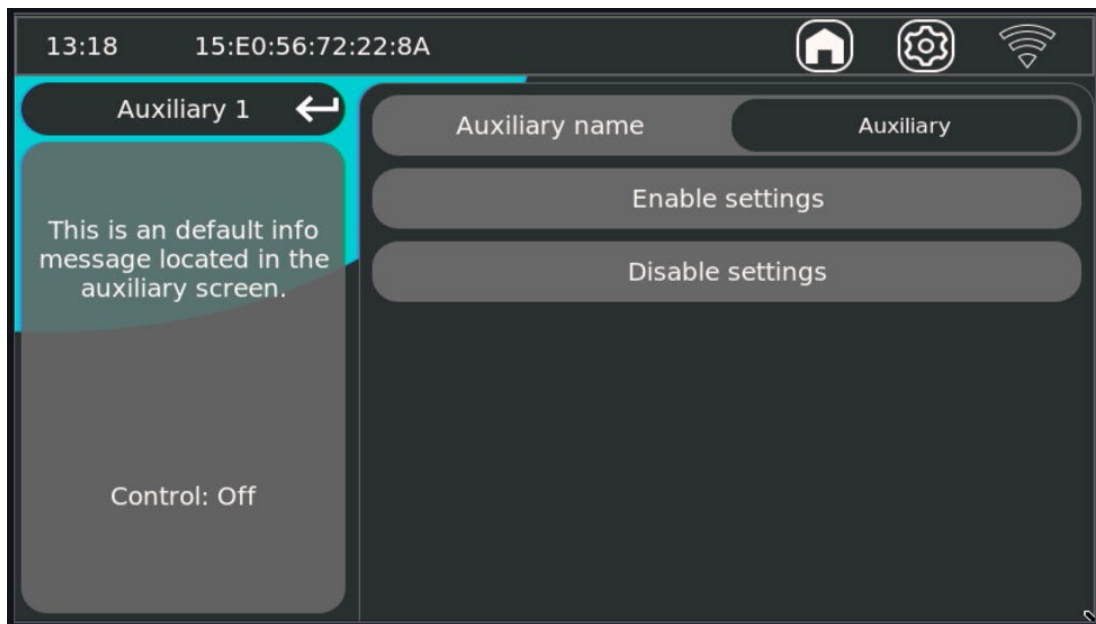 13:18 15:E0:56:72:22:8A
Auxiliary 1
This is an default info
message located in the
auxiliary screen.
Control: Off
Auxiliary name Auxiliary
Enable settings
Disable settings